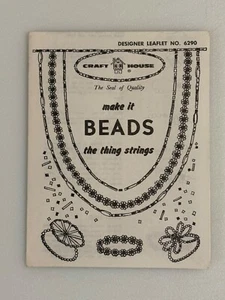 DESIGNER LEAFLET NO. 6290
CRAFT HOUSE
The Seal of Quality
make it
BEADS
the thing strings